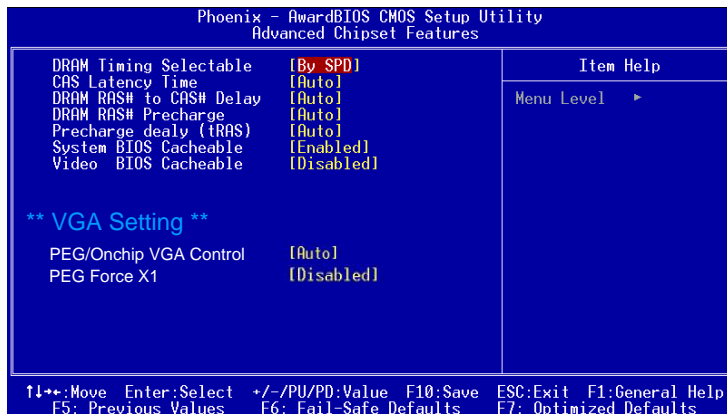 Phoenix - AwardBIOS CMOS Setup Utility
Advanced Chipset Features
DRAM Timing Selectable [By SPD]
CAS Latency Time [Auto]
DRAM RAS# to CAS# Delay [Auto]
DRAM RAS# Precharge [Auto]
Precharge dealy (tRAS) [Auto]
System BIOS Cacheable [Enabled]
Video BIOS Cacheable [Disabled]
** VGA Setting **
PEG/Onchip VGA Control [Auto]
PEG Force X1 [Disabled]
Item Help
Menu Level ►
↑↓→←:Move Enter:Select +/-/PU/PD:Value F10:Save ESC:Exit F1:General Help
F5: Previous Values F6: Fail-Safe Defaults F7: Optimized Defaults